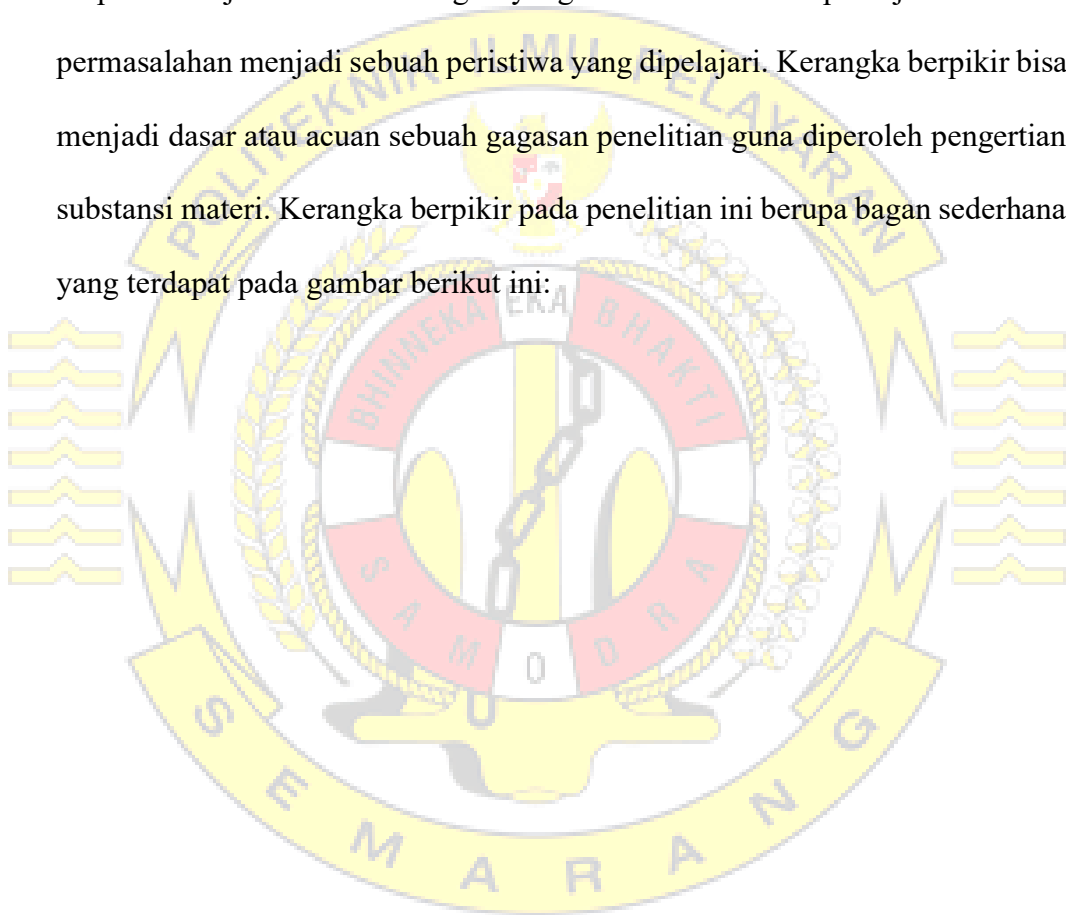 permasalahan menjadi sebuah peristiwa yang dipelajari. Kerangka berpikir bisa
menjadi dasar atau acuan sebuah gagasan penelitian guna diperoleh pengertian
substansi materi. Kerangka berpikir pada penelitian ini berupa bagan sederhana
yang terdapat pada gambar berikut ini:
POLITEKNIK ILMU PELAYARAN
BHINNEKA EKA BHAKTI
SAMODRA
SEMARANG